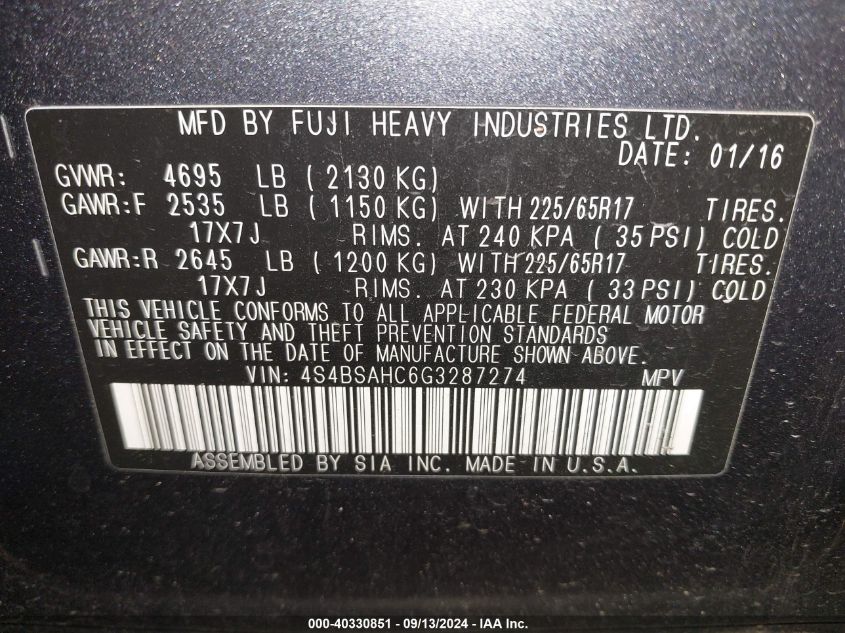 MFD BY FUJI HEAVY INDUSTRIES LTD.
DATE: 01/16
GVWR: 4695 LB ( 2130 KG)
GAWR:F 2535 LB ( 1150 KG) WITH 225/65R17 TIRES.
17X7J RIMS. AT 240 KPA ( 35 PSI) COLD
GAWR:R 2645 LB ( 1200 KG) WITH 225/65R17 TIRES.
17X7J RIMS. AT 230 KPA ( 33 PSI) COLD
THIS VEHICLE CONFORMS TO ALL APPLICABLE FEDERAL MOTOR
VEHICLE SAFETY AND THEFT PREVENTION STANDARDS
IN EFFECT ON THE DATE OF MANUFACTURE SHOWN ABOVE.
VIN: 4S4BSAHC6G3287274 MPV
ASSEMBLED BY SIA INC. MADE IN U.S.A.
000-40330851 - 09/13/2024 - IAA Inc.